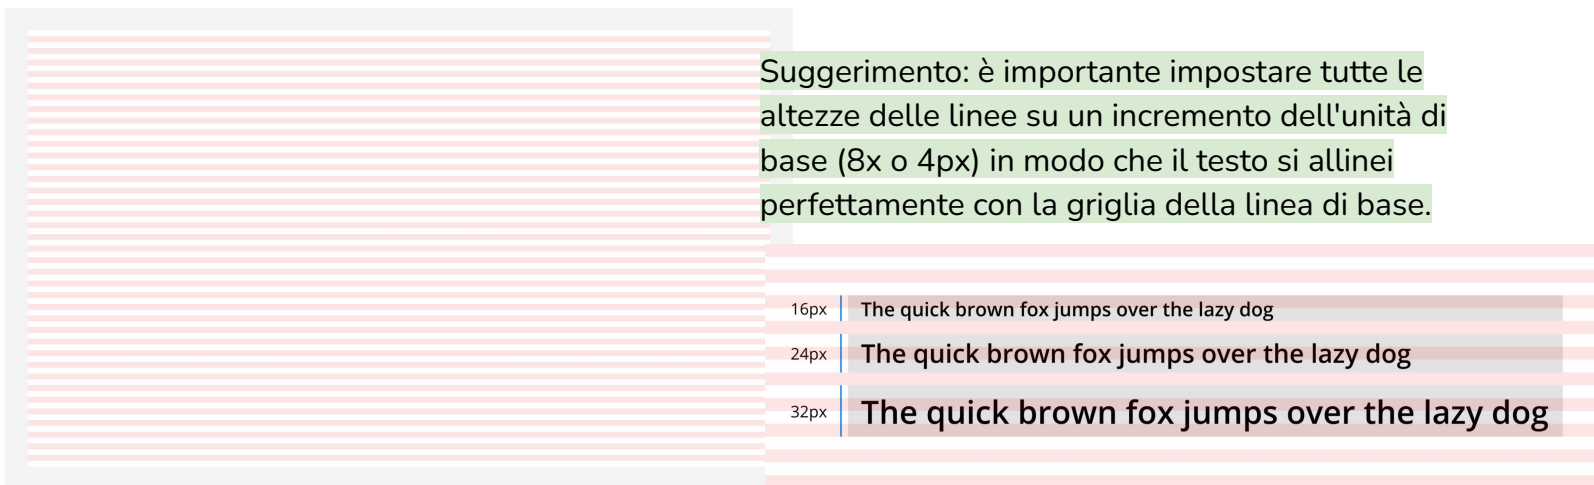 Suggerimento: è importante impostare tutte le
altezze delle linee su un incremento dell'unità di
base (8x o 4px) in modo che il testo si allinei
perfettamente con la griglia della linea di base.
16px The quick brown fox jumps over the lazy dog
24px The quick brown fox jumps over the lazy dog
32px The quick brown fox jumps over the lazy dog